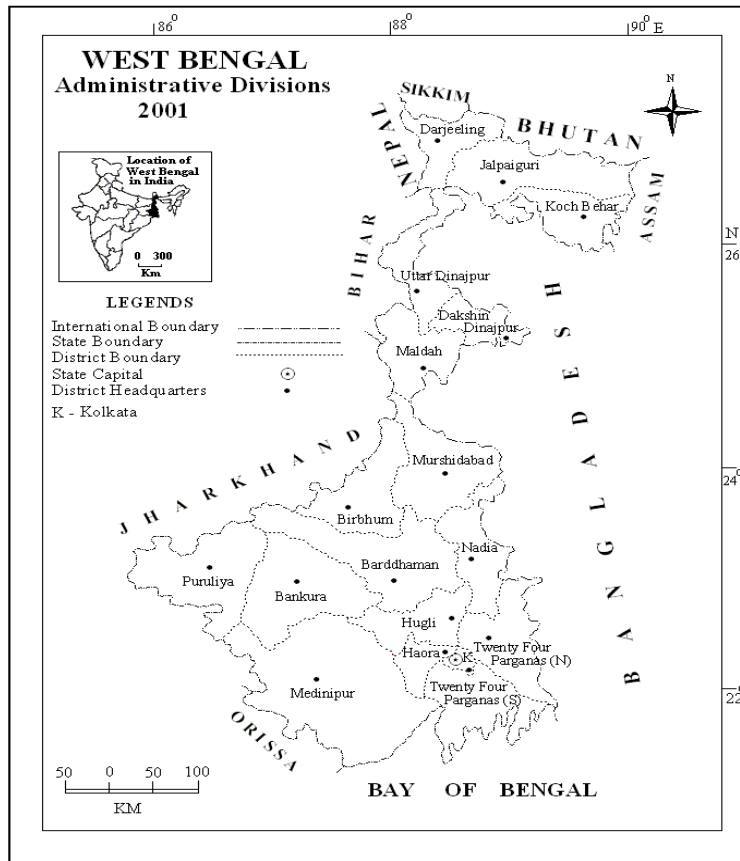 86°
88°
90° E
WEST BENGAL
Administrative Divisions
2001
N
SIKKIM
NEPAL
BHUTAN
Darjeeling
Jalpaiguri
Koch Behar
ASSAM
Location of
West Bengal
in India
0 300
Km
N
26°
BIHAR
Uttar Dinajpur
Dakshin
Dinajpur
Maldah
LEGENDS
International Boundary
State Boundary
District Boundary
State Capital
District Headquarters
K - Kolkata
BANGLADESH
JHARKHAND
Murshidabad
24°
Birbhum
Nadia
Puruliya
Bankura
Barddhaman
Hugli
Haora
K
Twenty Four
Parganas (N)
Medinipur
Twenty Four
Parganas (S)
22°
ORISSA
50 0 50 100
KM
BAY OF BENGAL